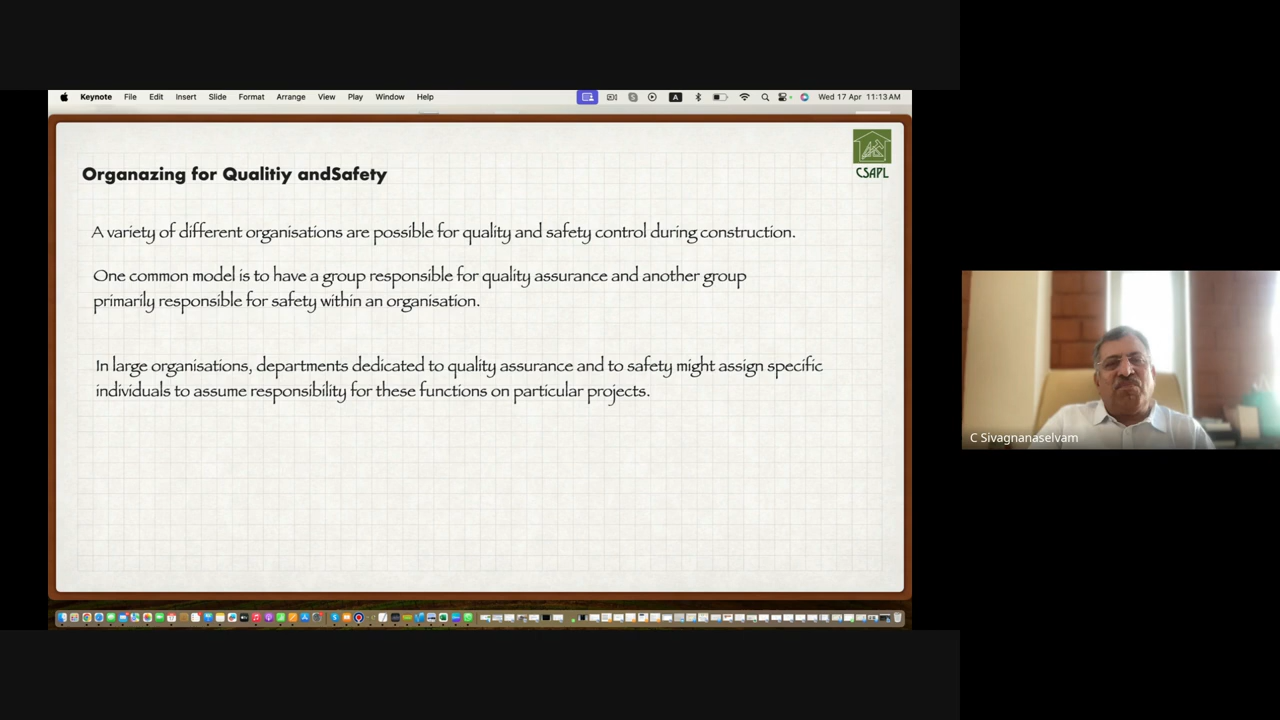 Keynote File Edit Insert Slide Format Arrange View Play Window Help A Wed 17 Apr 11:13 AM
CSAPL
Organazing for Qualitiy andSafety
A variety of different organisations are possible for quality and safety control during construction.
One common model is to have a group responsible for quality assurance and another group
primarily responsible for safety within an organisation.
In large organisations, departments dedicated to quality assurance and to safety might assign specific
individuals to assume responsibility for these functions on particular projects.
C Sivagnanaselvam